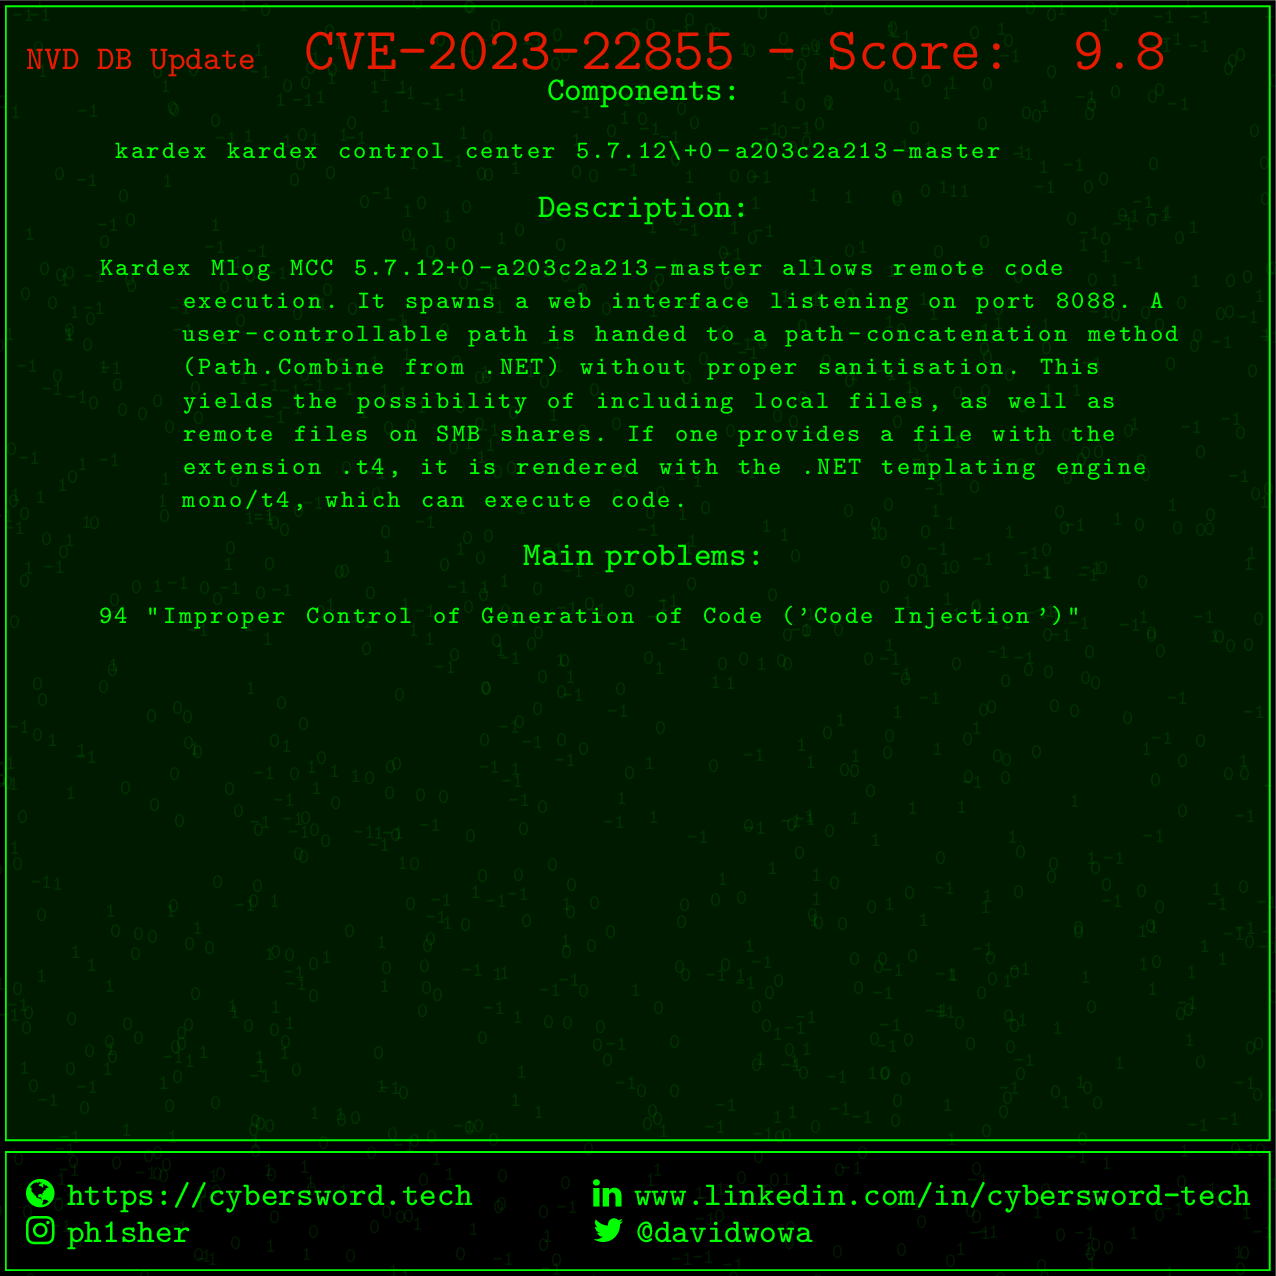 NVD DB Update CVE-2023-22855 - Score: 9.8
Components:
kardex kardex control center 5.7.12\+0-a203c2a213-master
Description:
Kardex Mlog MCC 5.7.12+0-a203c2a213-master allows remote code
execution. It spawns a web interface listening on port 8088. A
user-controllable path is handed to a path-concatenation method
(Path.Combine from .NET) without proper sanitisation. This
yields the possibility of including local files, as well as
remote files on SMB shares. If one provides a file with the
extension .t4, it is rendered with the .NET templating engine
mono/t4, which can execute code.
Main problems:
94 "Improper Control of Generation of Code ('Code Injection')"
https://cybersword.tech
www.linkedin.com/in/cybersword-tech
ph1sher
@davidwowa